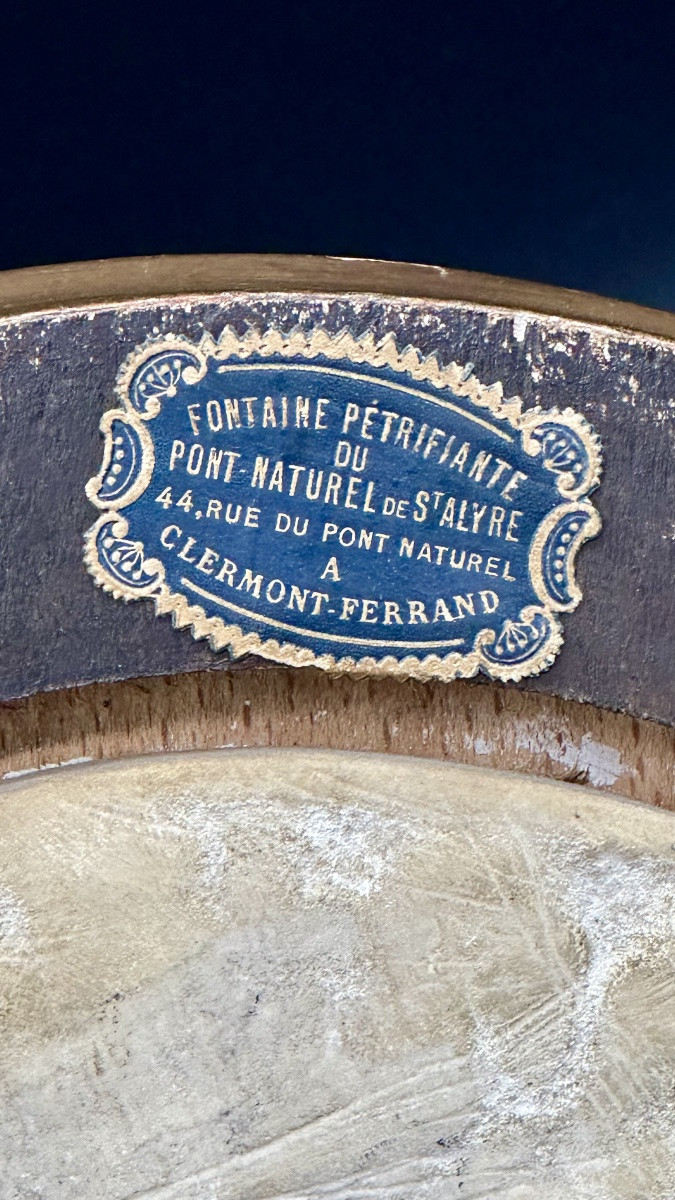 FONTAINE PÉTRIFIANTE
DU
PONT-NATUREL DE ST ALYRE
44, RUE DU PONT NATUREL
A
CLERMONT-FERRAND